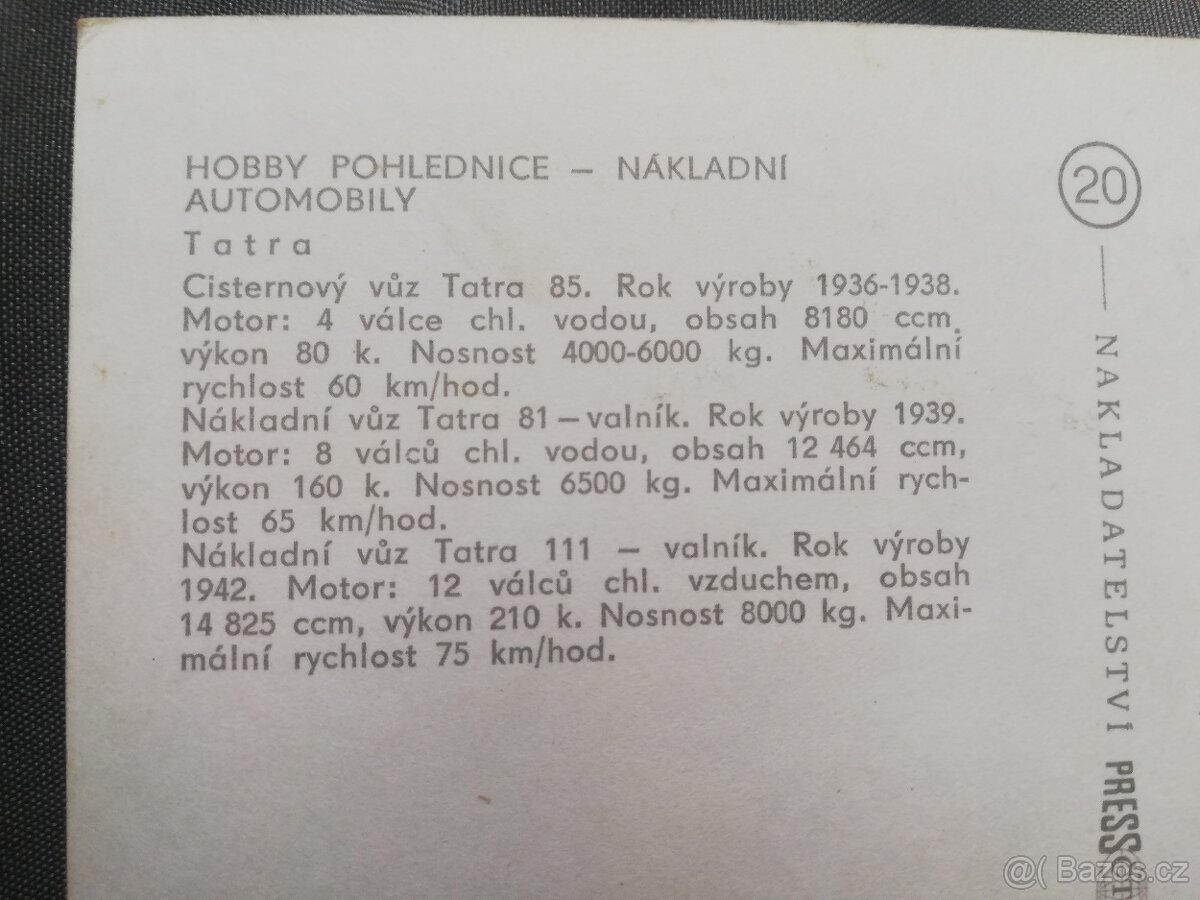 HOBBY POHLEDNICE – NÁKLADNÍ
AUTOMOBILY
Tatra
Cisternový vůz Tatra 85. Rok výroby 1936-1938.
Motor: 4 válce chl. vodou, obsah 8180 ccm,
výkon 80 k. Nosnost 4000-6000 kg. Maximální
rychlost 60 km/hod.
Nákladní vůz Tatra 81 – valník. Rok výroby 1939.
Motor: 8 válců chl. vodou, obsah 12 464 ccm,
výkon 160 k. Nosnost 6500 kg. Maximální rych-
lost 65 km/hod.
Nákladní vůz Tatra 111 – valník. Rok výroby
1942. Motor: 12 válců chl. vzduchem, obsah
14 825 ccm, výkon 210 k. Nosnost 8000 kg. Maxi-
mální rychlost 75 km/hod.
20
NAKLADATELSTVÍ PRESS
Bazos.cz